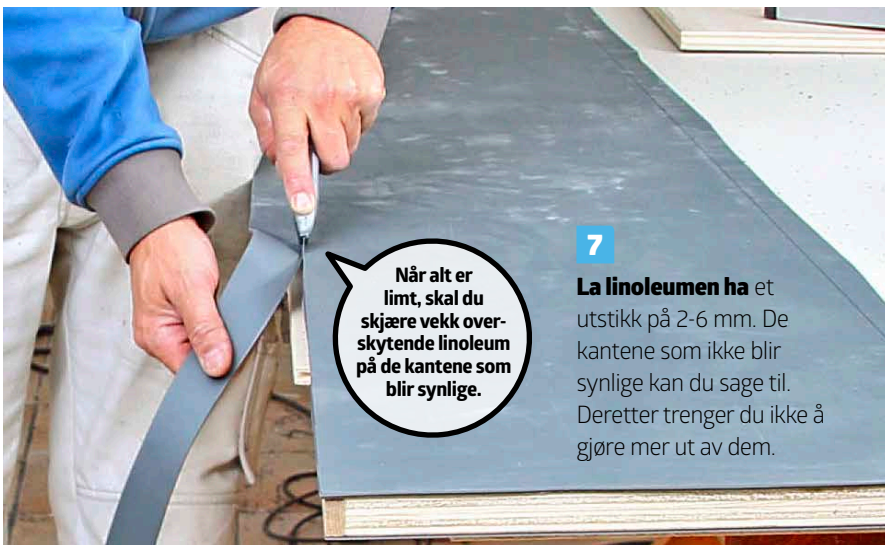 Når alt er
limt, skal du
skjære vekk over-
skytende linoleum
på de kantene som
blir synlige.
7
La linoleumen ha et
utstikk på 2-6 mm. De
kantene som ikke blir
synlige kan du sage til.
Deretter trenger du ikke å
gjøre mer ut av dem.